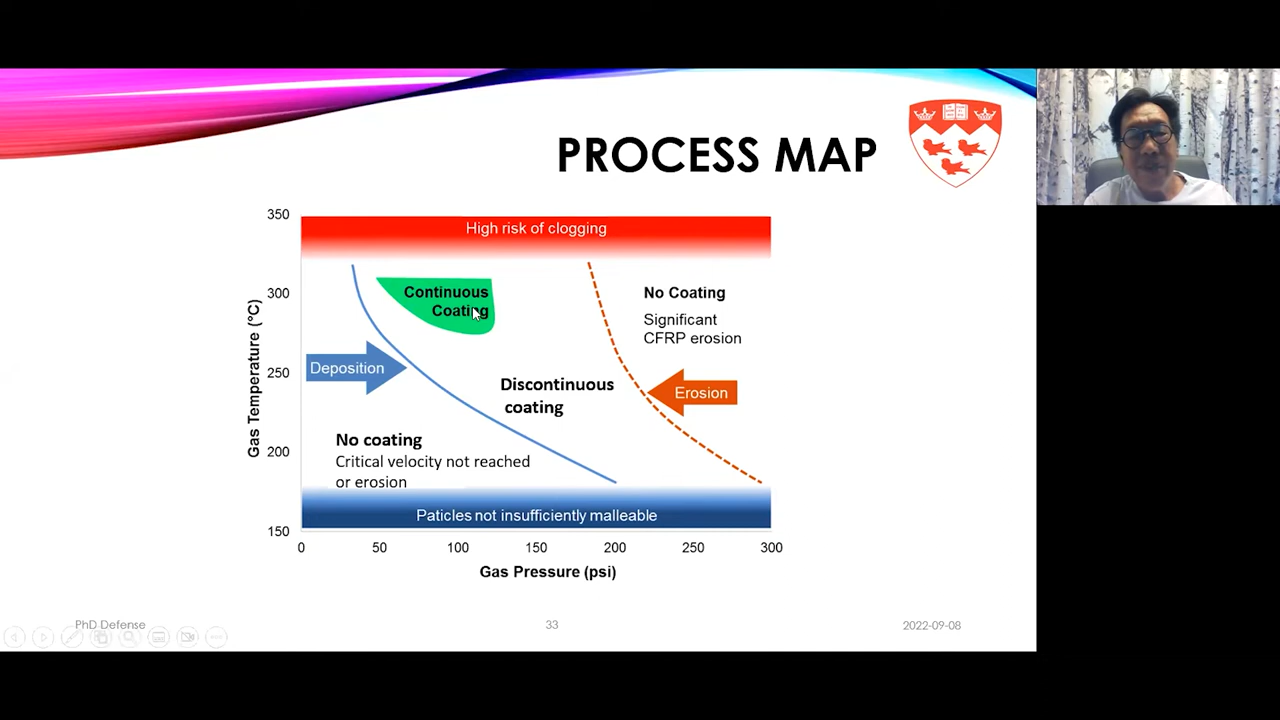 PROCESS MAP
350
300
250
200
150
Gas Temperature (°C)
High risk of clogging
Continuous
Coating
No Coating
Significant
CFRP erosion
Deposition
Discontinuous
coating
Erosion
No coating
Critical velocity not reached
or erosion
Paticles not insufficiently malleable
0 50 100 150 200 250 300
Gas Pressure (psi)
PhD Defense 33 2022-09-08